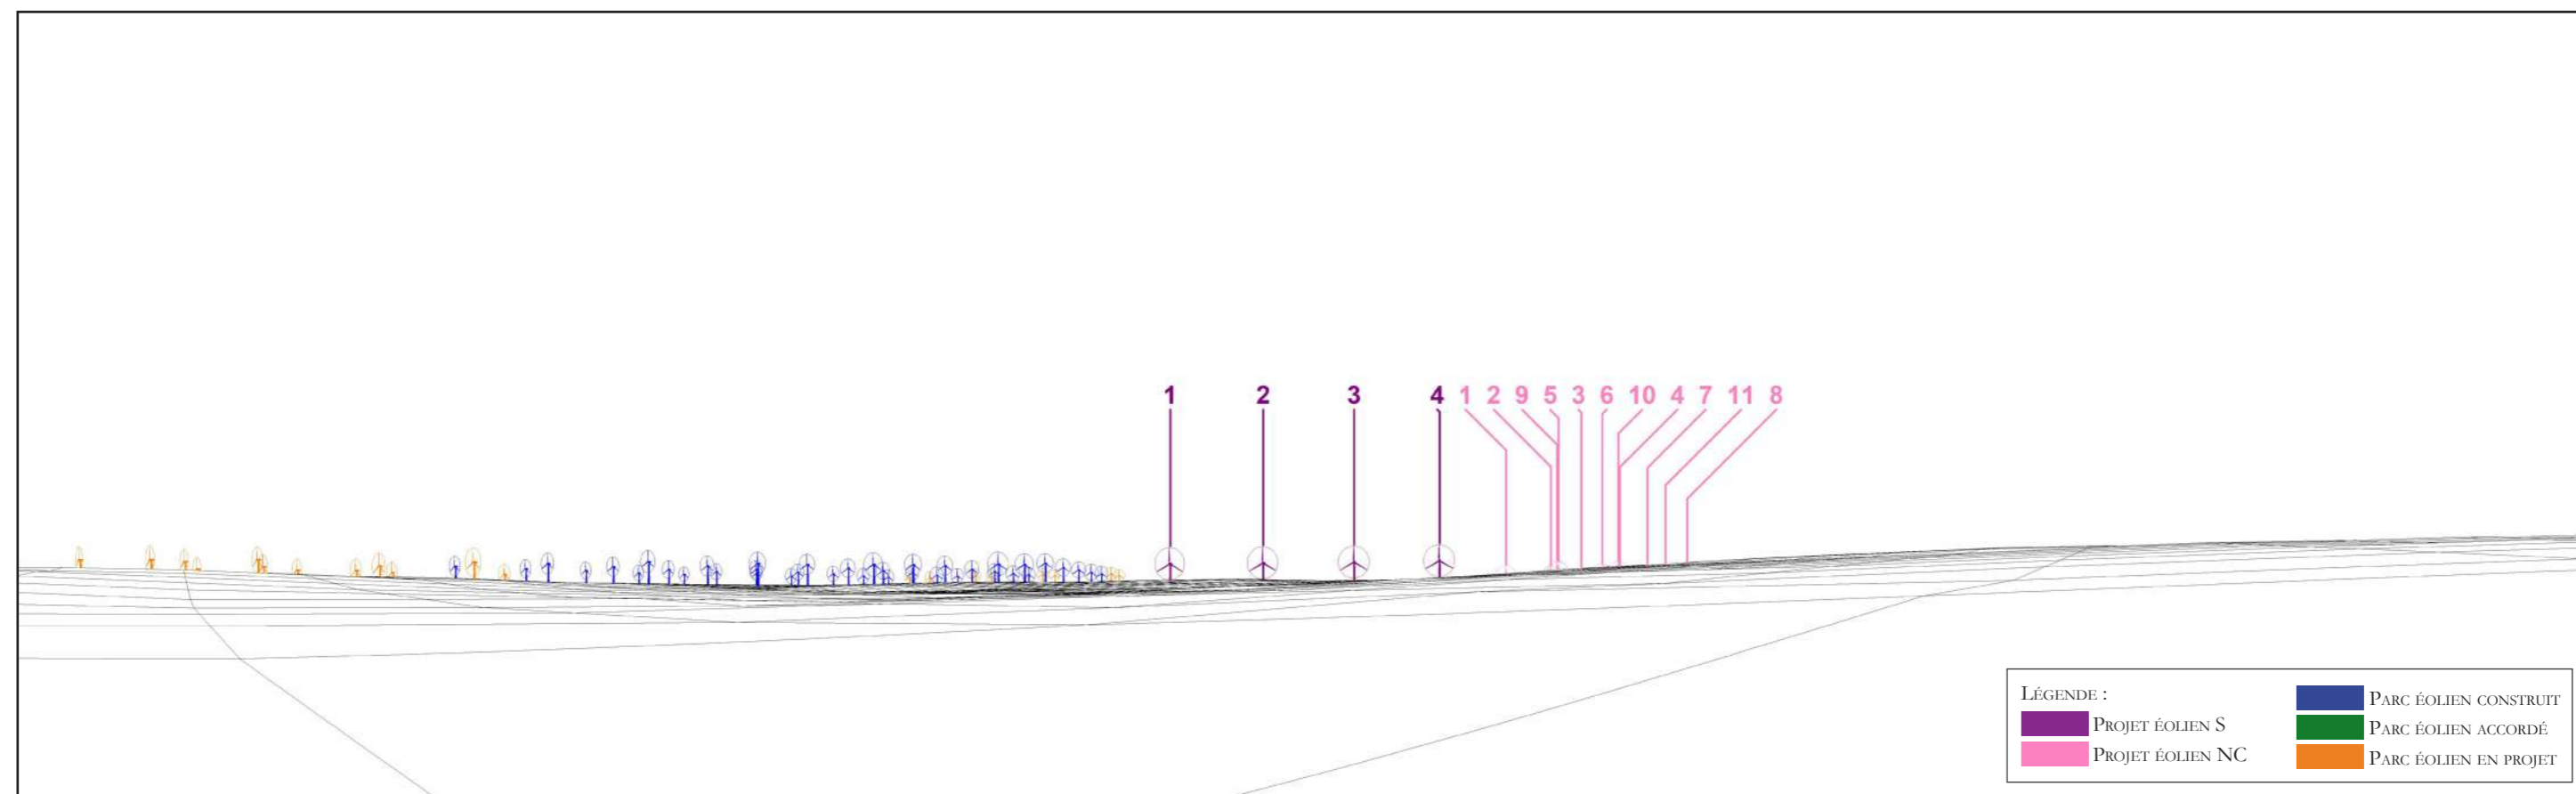 1 2 3 4 1 2 9 5 3 6 10 4 7 11 8
Légende :
Projet éolien S
Projet éolien NC
Parc éolien construit
Parc éolien accordé
Parc éolien en projet